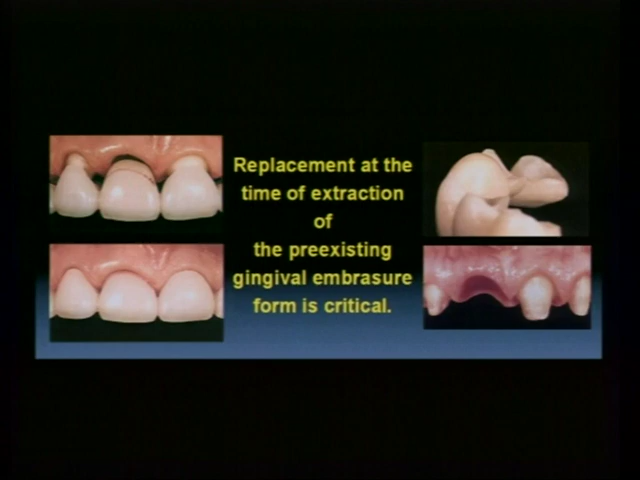 Replacement at the
time of extraction
of
the preexisting
gingival embrasure
form is critical.